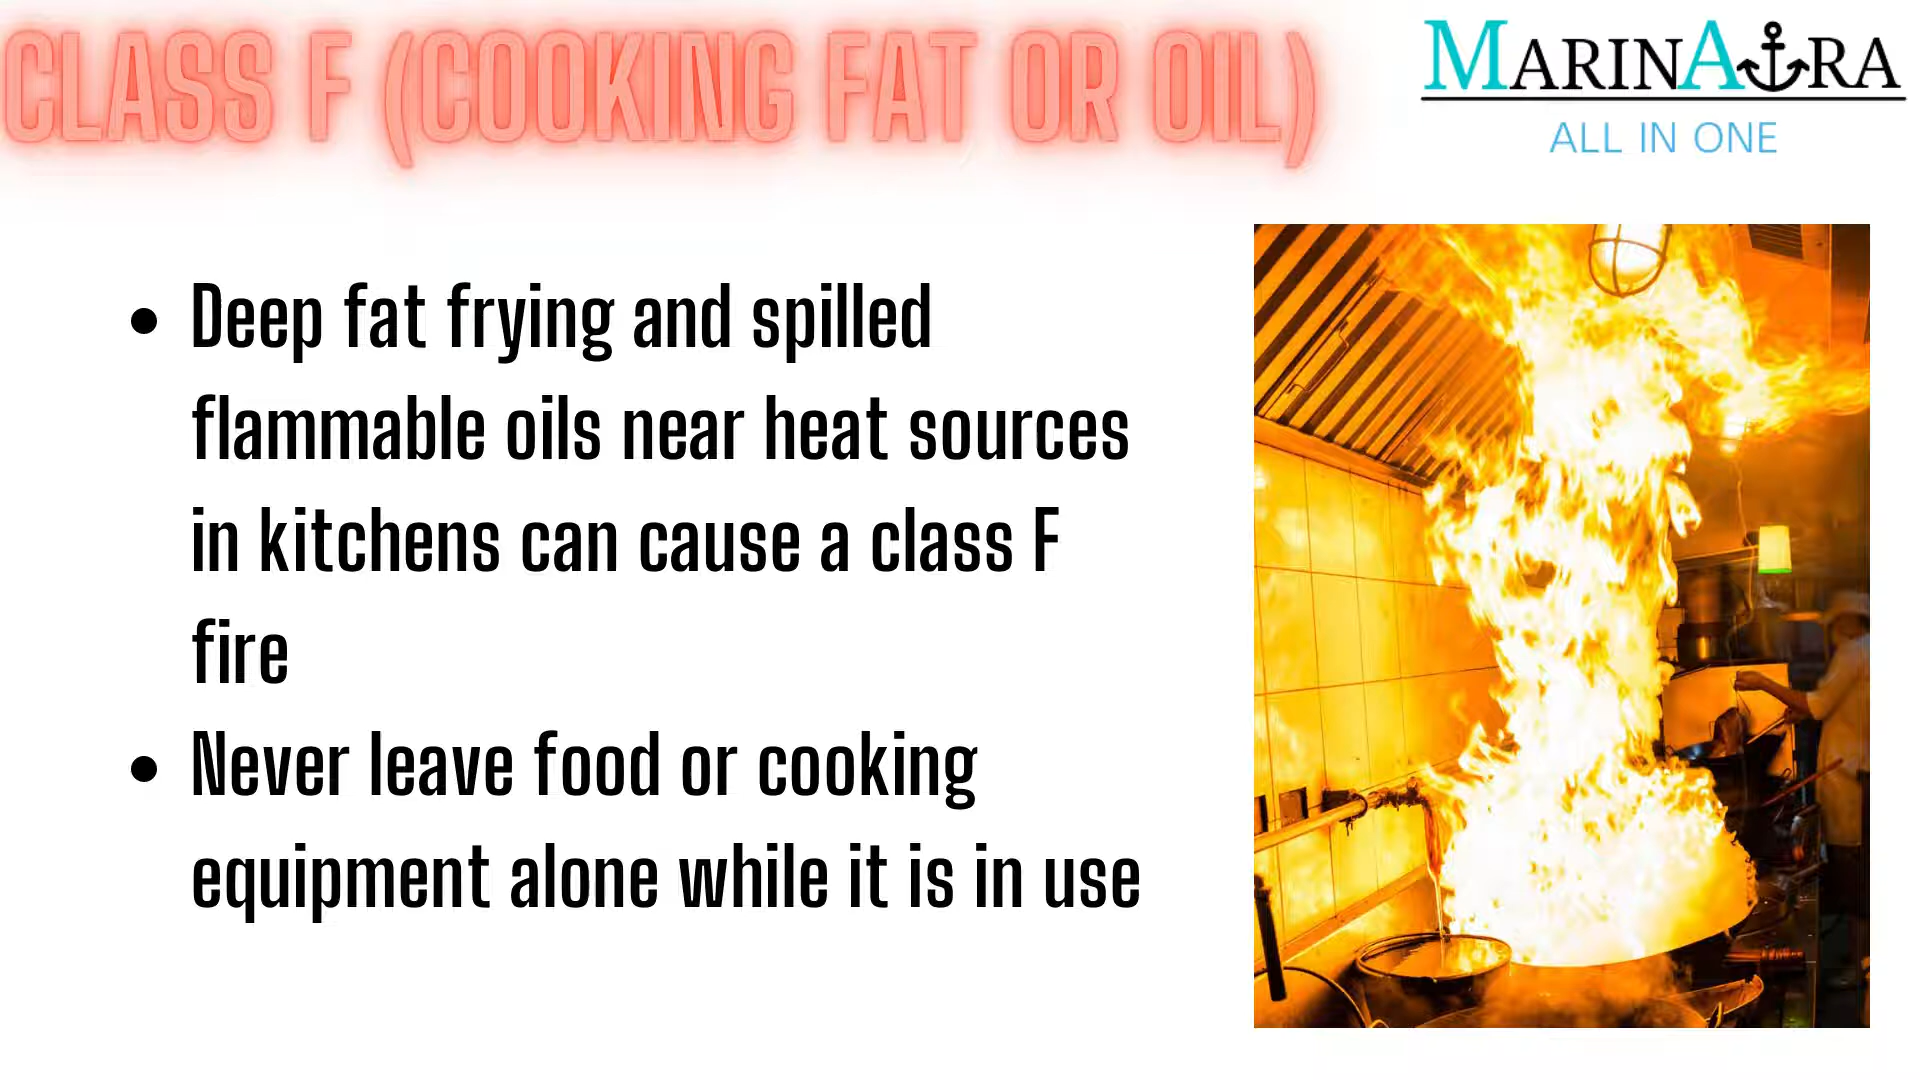 CLASS F (COOKING FAT OR OIL)
MARINAURA
ALL IN ONE
• Deep fat frying and spilled
flammable oils near heat sources
in kitchens can cause a class F
fire
• Never leave food or cooking
equipment alone while it is in use